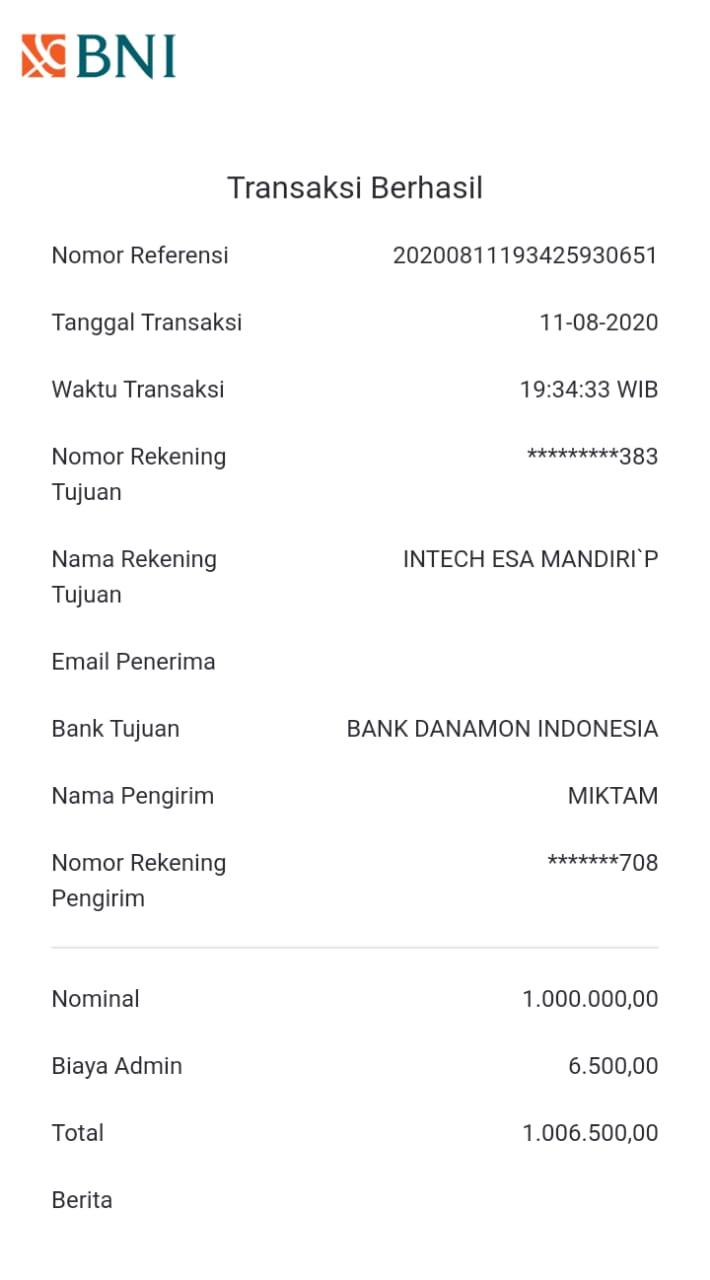 BNI
Transaksi Berhasil
Nomor Referensi 20200811193425930651
Tanggal Transaksi 11-08-2020
Waktu Transaksi 19:34:33 WIB
Nomor Rekening *********383
Tujuan
Nama Rekening INTECH ESA MANDIRI`P
Tujuan
Email Penerima
Bank Tujuan BANK DANAMON INDONESIA
Nama Pengirim MIKTAM
Nomor Rekening *******708
Pengirim
Nominal 1.000.000,00
Biaya Admin 6.500,00
Total 1.006.500,00
Berita